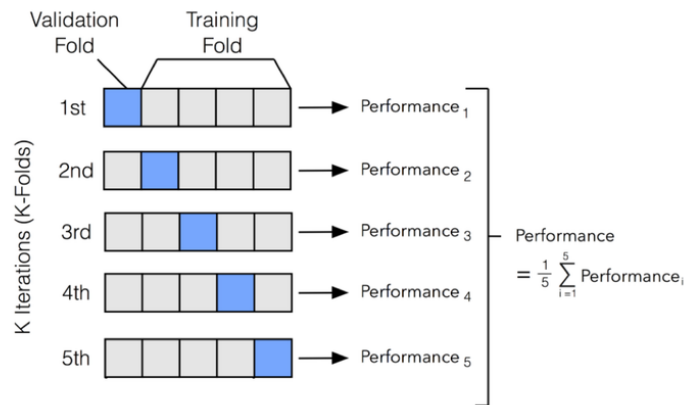 Validation
Fold
Training
Fold
K Iterations (K-Folds)
1st
Performance 1
2nd
Performance 2
3rd
Performance 3
4th
Performance 4
5th
Performance 5
Performance
= 1/5 5∑i=1 Performancei